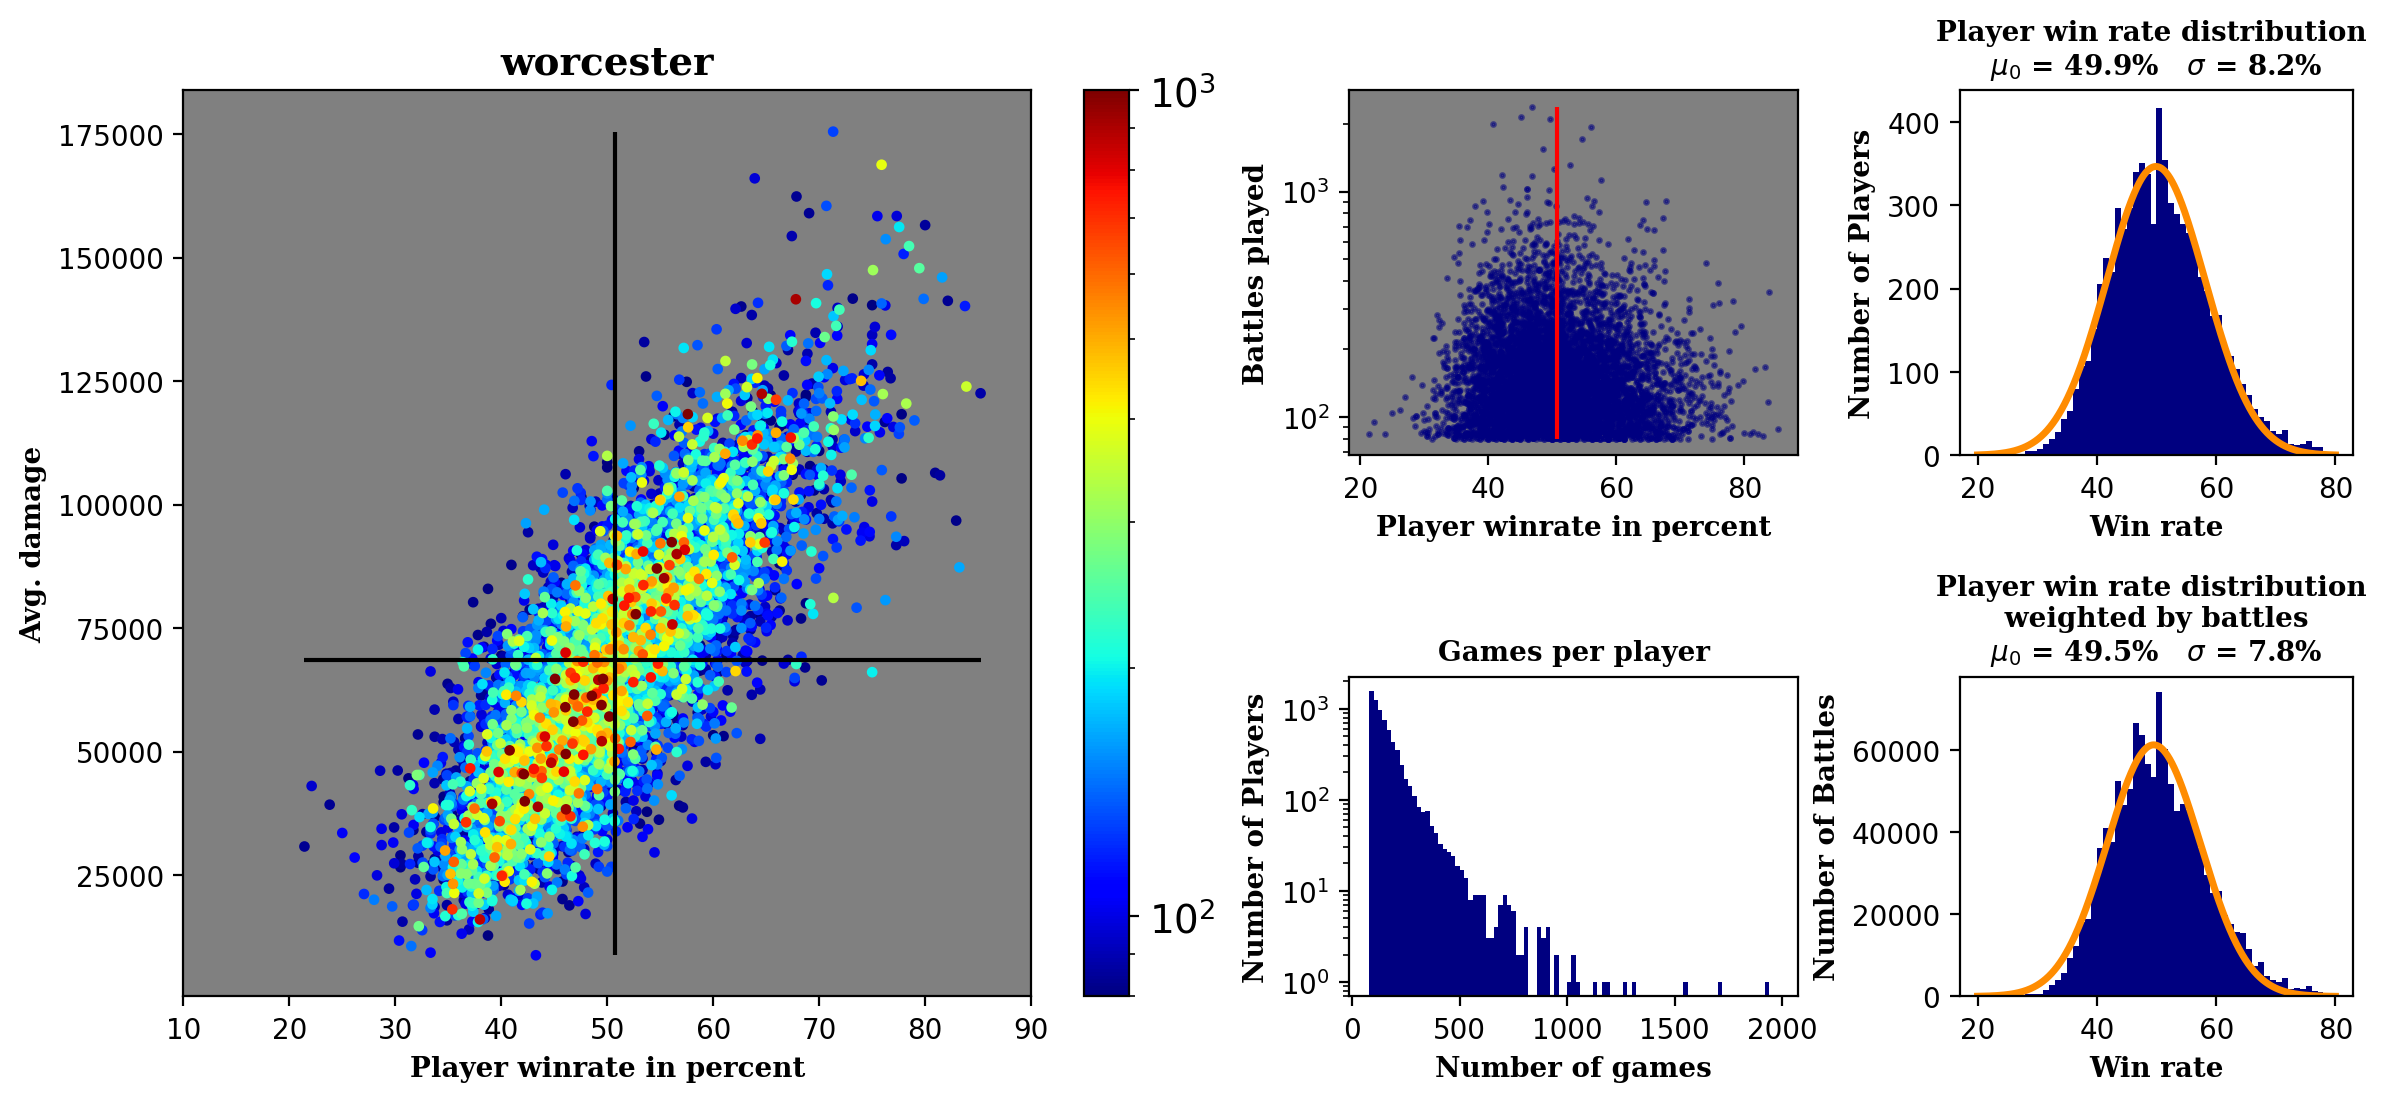 worcester
175000
150000
125000
100000
75000
50000
25000
Avg. damage
10 20 30 40 50 60 70 80 90
Player winrate in percent
10³
10²
Battles played
10³
10²
20 40 60 80
Player winrate in percent
Player win rate distribution
μ₀ = 49.9% σ = 8.2%
Number of Players
400
300
200
100
0
20 40 60 80
Win rate
Games per player
Number of Players
10³
10²
10¹
10⁰
0 500 1000 1500 2000
Number of games
Player win rate distribution
weighted by battles
μ₀ = 49.5% σ = 7.8%
Number of Battles
60000
40000
20000
0
20 40 60 80
Win rate